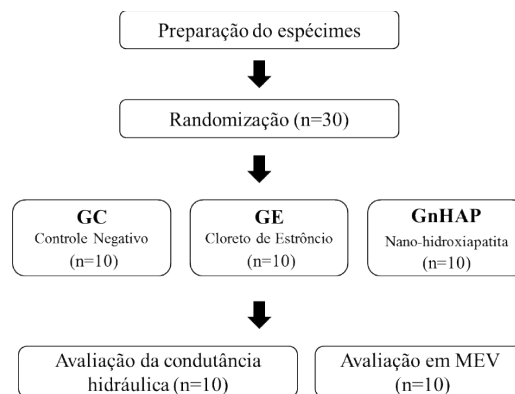 Preparação do espécimes
Randomização (n=30)
GC
Controle Negativo
(n=10)
GE
Cloreto de Estrôncio
(n=10)
GnHAP
Nano-hidroxiapatita
(n=10)
Avaliação da condutância
hidráulica (n=10)
Avaliação em MEV
(n=10)